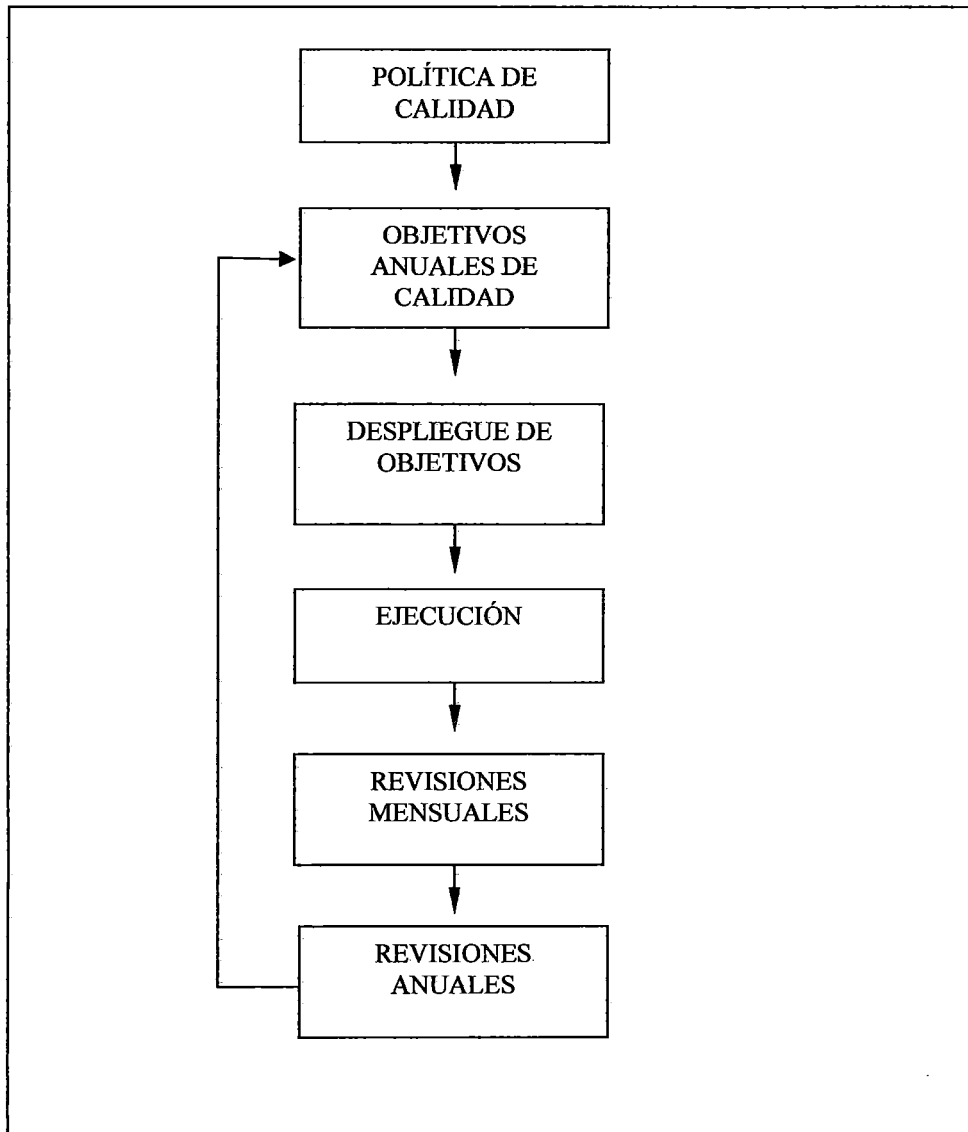 POLÍTICA DE
CALIDAD
OBJETIVOS
ANUALES DE
CALIDAD
DESPLIEGUE DE
OBJETIVOS
EJECUCIÓN
REVISIONES
MENSUALES
REVISIONES
ANUALES